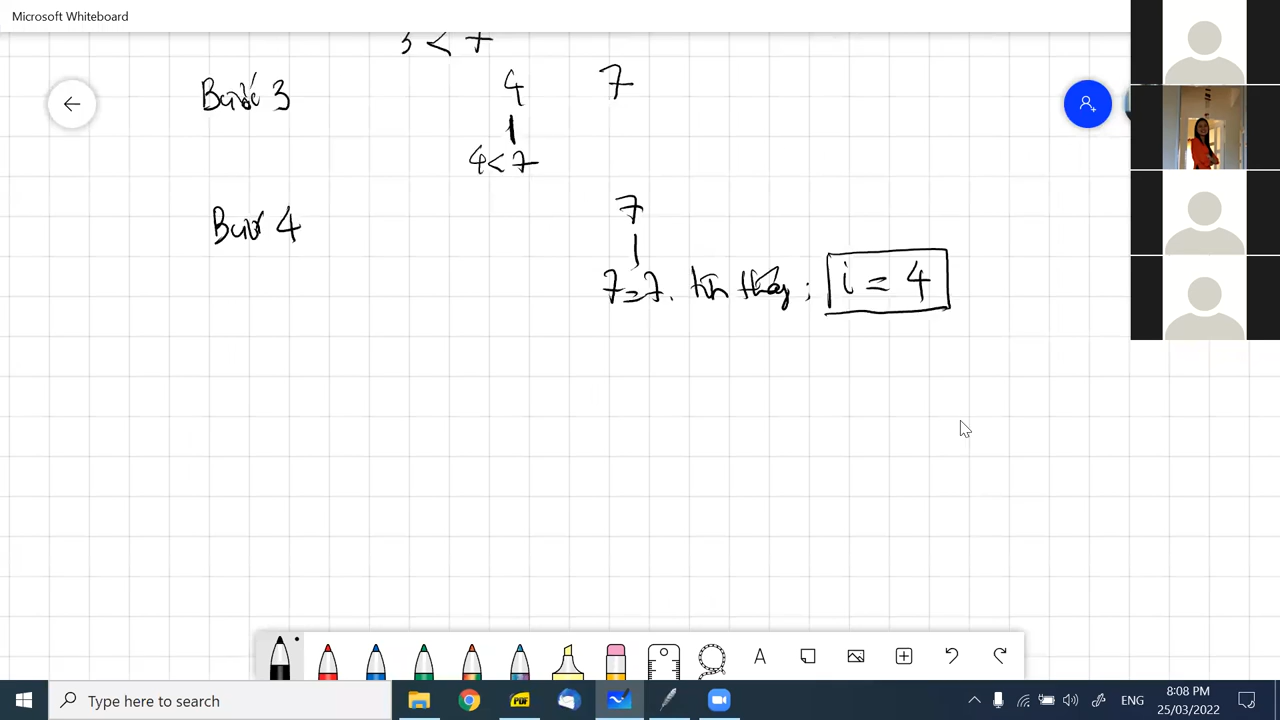 Microsoft Whiteboard
3 < 7
Bước 3 4 7
4 < 7
Bước 4 7
7 = 7. tìm thấy ; i = 4
A
Type here to search
PDF
ENG
8:08 PM
25/03/2022